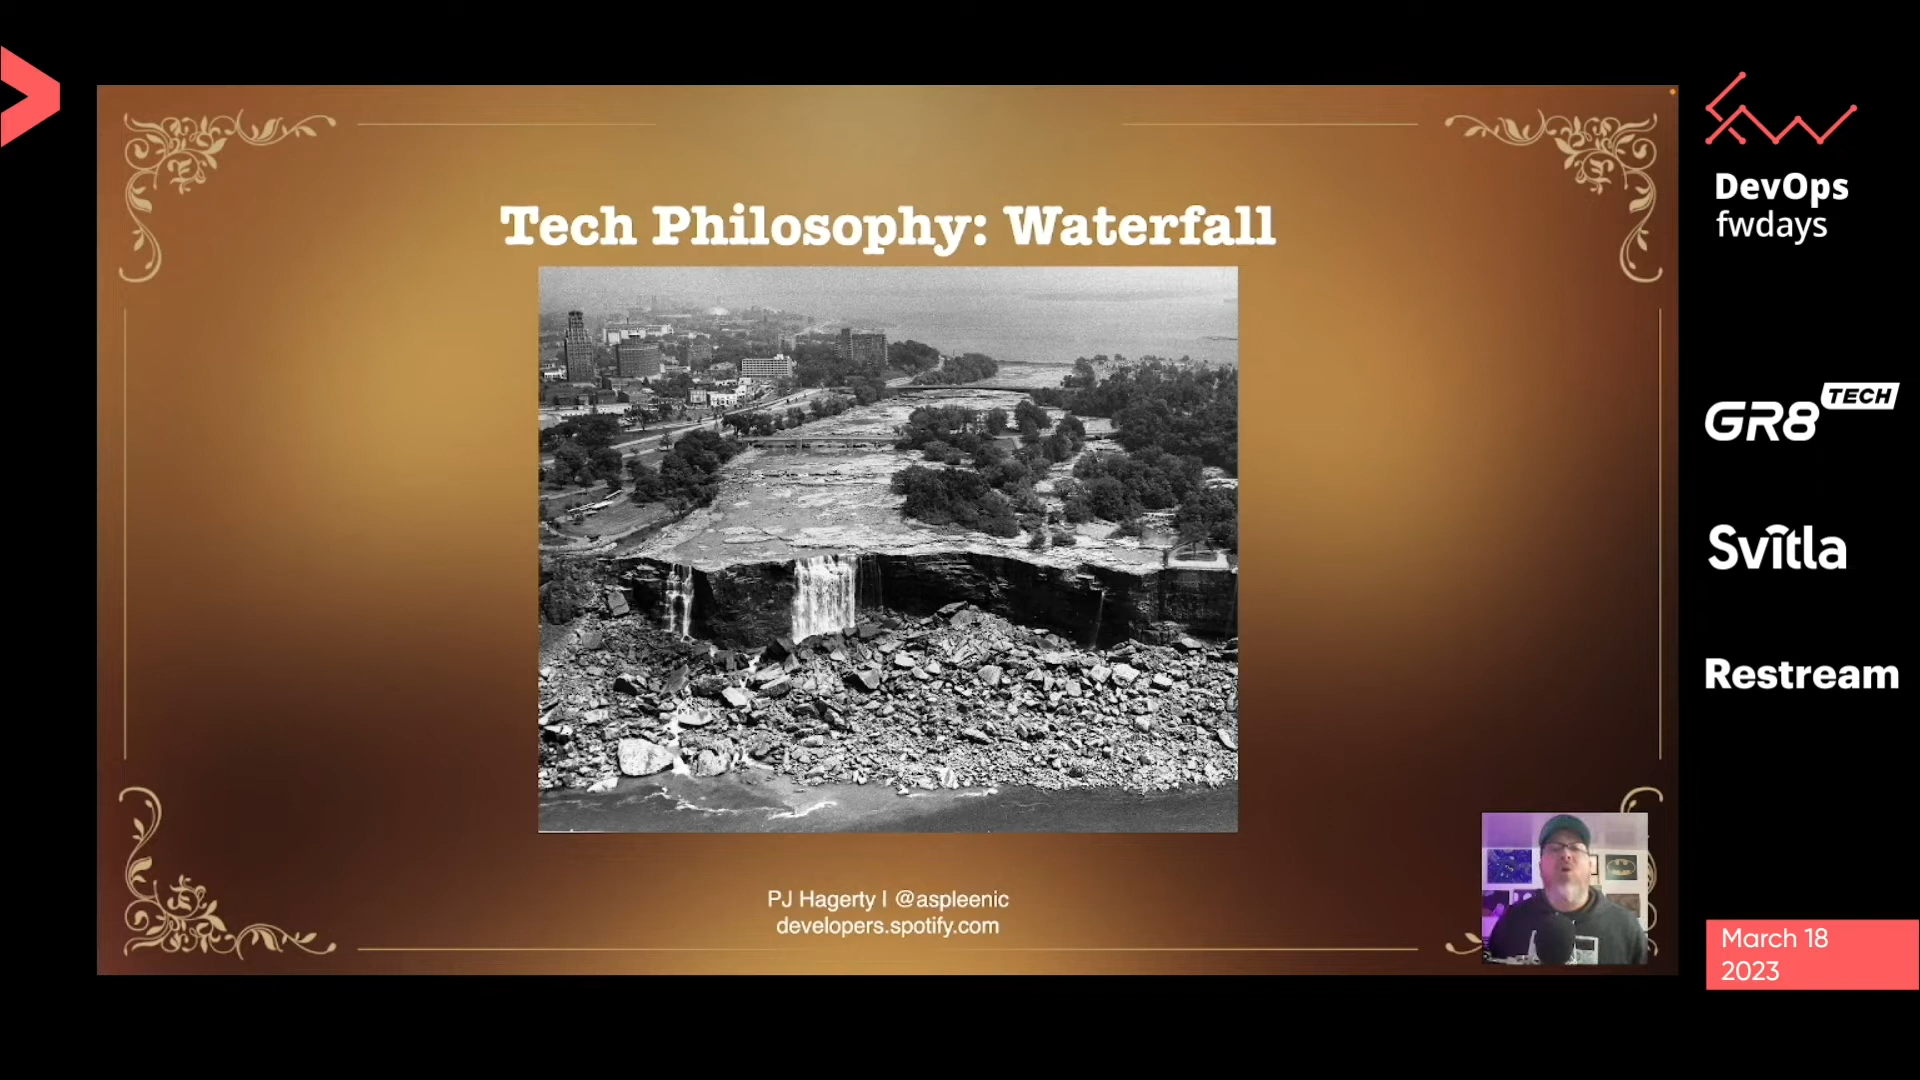 Tech Philosophy: Waterfall
PJ Hagerty | @aspleenic
developers.spotify.com
DevOps
fwdays
GR8 TECH
Svitla
Restream
March 18
2023